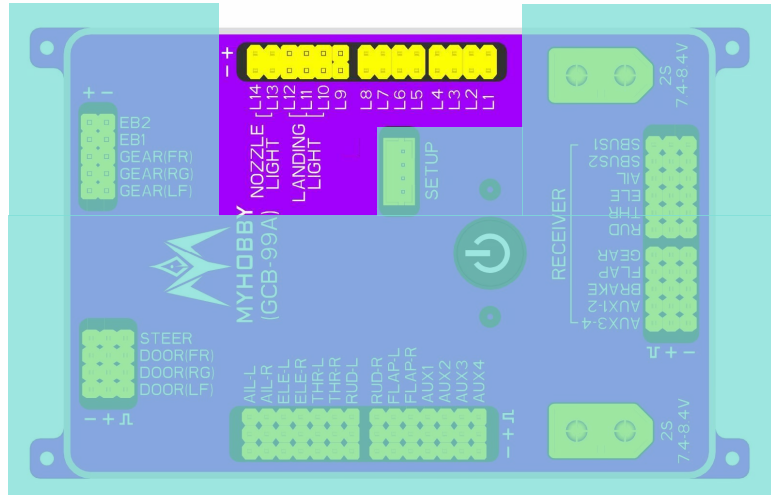 +
−
L14
L13
L12
L11
L10
L9
L8
L7
L6
L5
L4
L3
L2
L1
NOZZLE
LIGHT
LANDING
LIGHT
SETUP
2S
7.4-8.4V
+ −
EB2
EB1
GEAR(FR)
GEAR(RG)
GEAR(LF)
MYHOBBY
(GCB-99A)
RECEIVER
SBUS1
SBUS2
AIL
ELE
THR
RUD
GEAR
FLAP
BRAKE
AUX1-2
AUX3-4
+ −
STEER
DOOR(FR)
DOOR(RG)
DOOR(LF)
− +
AIL-L
AIL-R
ELE-L
ELE-R
THR-L
THR-R
RUD-L
RUD-R
FLAP-L
FLAP-R
AUX1
AUX2
AUX3
AUX4
− +
2S
7.4-8.4V